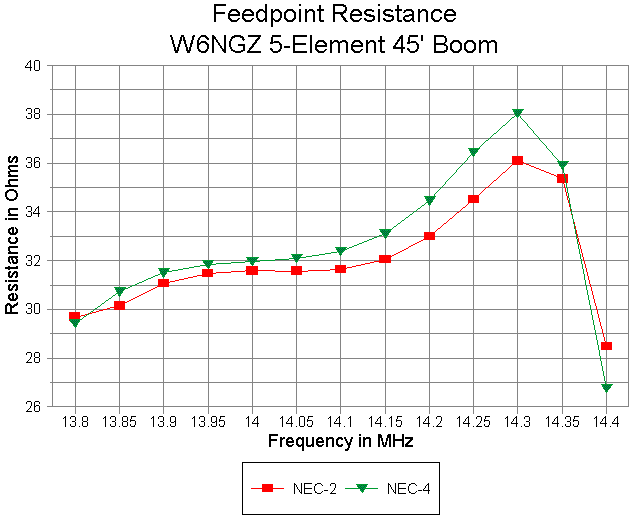 Feedpoint Resistance
W6NGZ 5-Element 45' Boom
Resistance in Ohms
40
38
36
34
32
30
28
26
13.8 13.85 13.9 13.95 14 14.05 14.1 14.15 14.2 14.25 14.3 14.35 14.4
Frequency in MHz
NEC-2 NEC-4